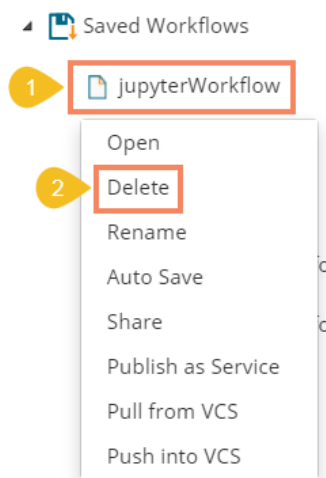 Saved Workflows
1 jupyterWorkflow
Open
2 Delete
Rename
Auto Save
Share
Publish as Service
Pull from VCS
Push into VCS